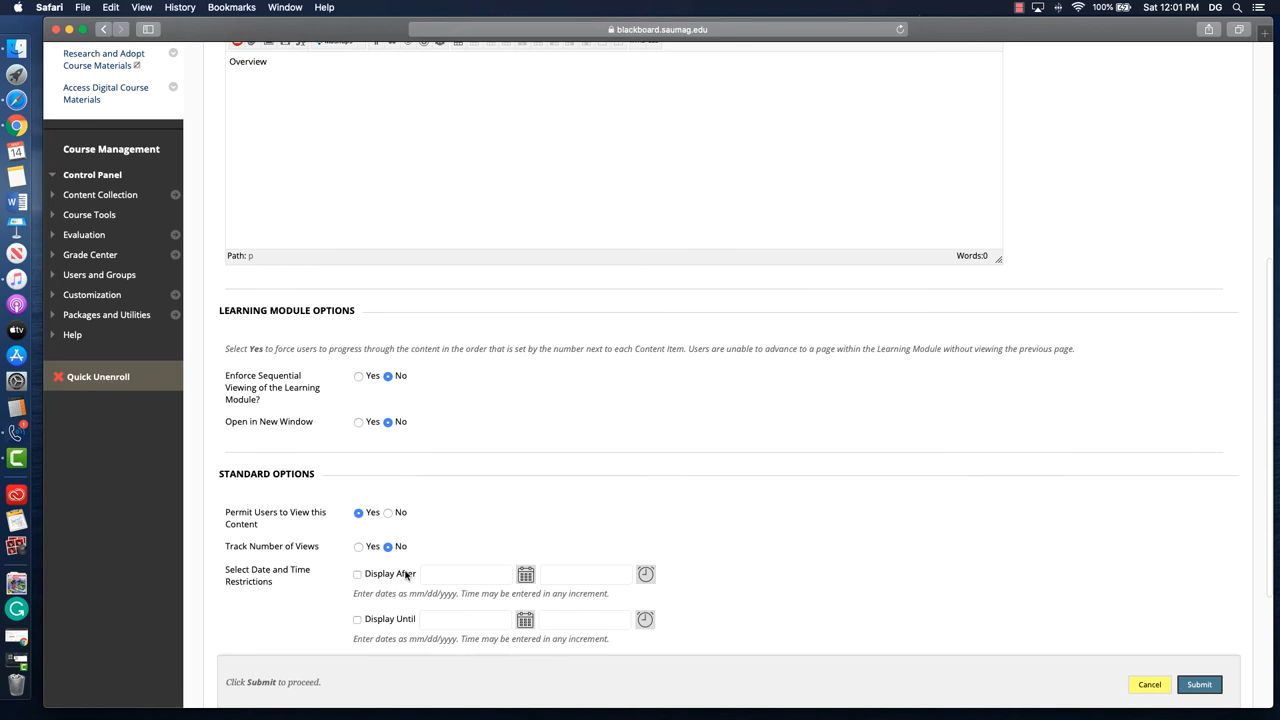 Safari File Edit View History Bookmarks Window Help 100% Sat 12:01 PM DG
blackboard.saumag.edu
Research and Adopt
Course Materials
Access Digital Course
Materials
Course Management
Control Panel
Content Collection
Course Tools
Evaluation
Grade Center
Users and Groups
Customization
Packages and Utilities
Help
Quick Unenroll
Overview
Path: p Words:0
LEARNING MODULE OPTIONS
Select Yes to force users to progress through the content in the order that is set by the number next to each Content Item. Users are unable to advance to a page within the Learning Module without viewing the previous page.
Enforce Sequential
Viewing of the Learning
Module?
Yes No
Open in New Window Yes No
STANDARD OPTIONS
Permit Users to View this
Content
Yes No
Track Number of Views Yes No
Select Date and Time
Restrictions
Display After
Enter dates as mm/dd/yyyy. Time may be entered in any increment.
Display Until
Enter dates as mm/dd/yyyy. Time may be entered in any increment.
Click Submit to proceed.
Cancel Submit